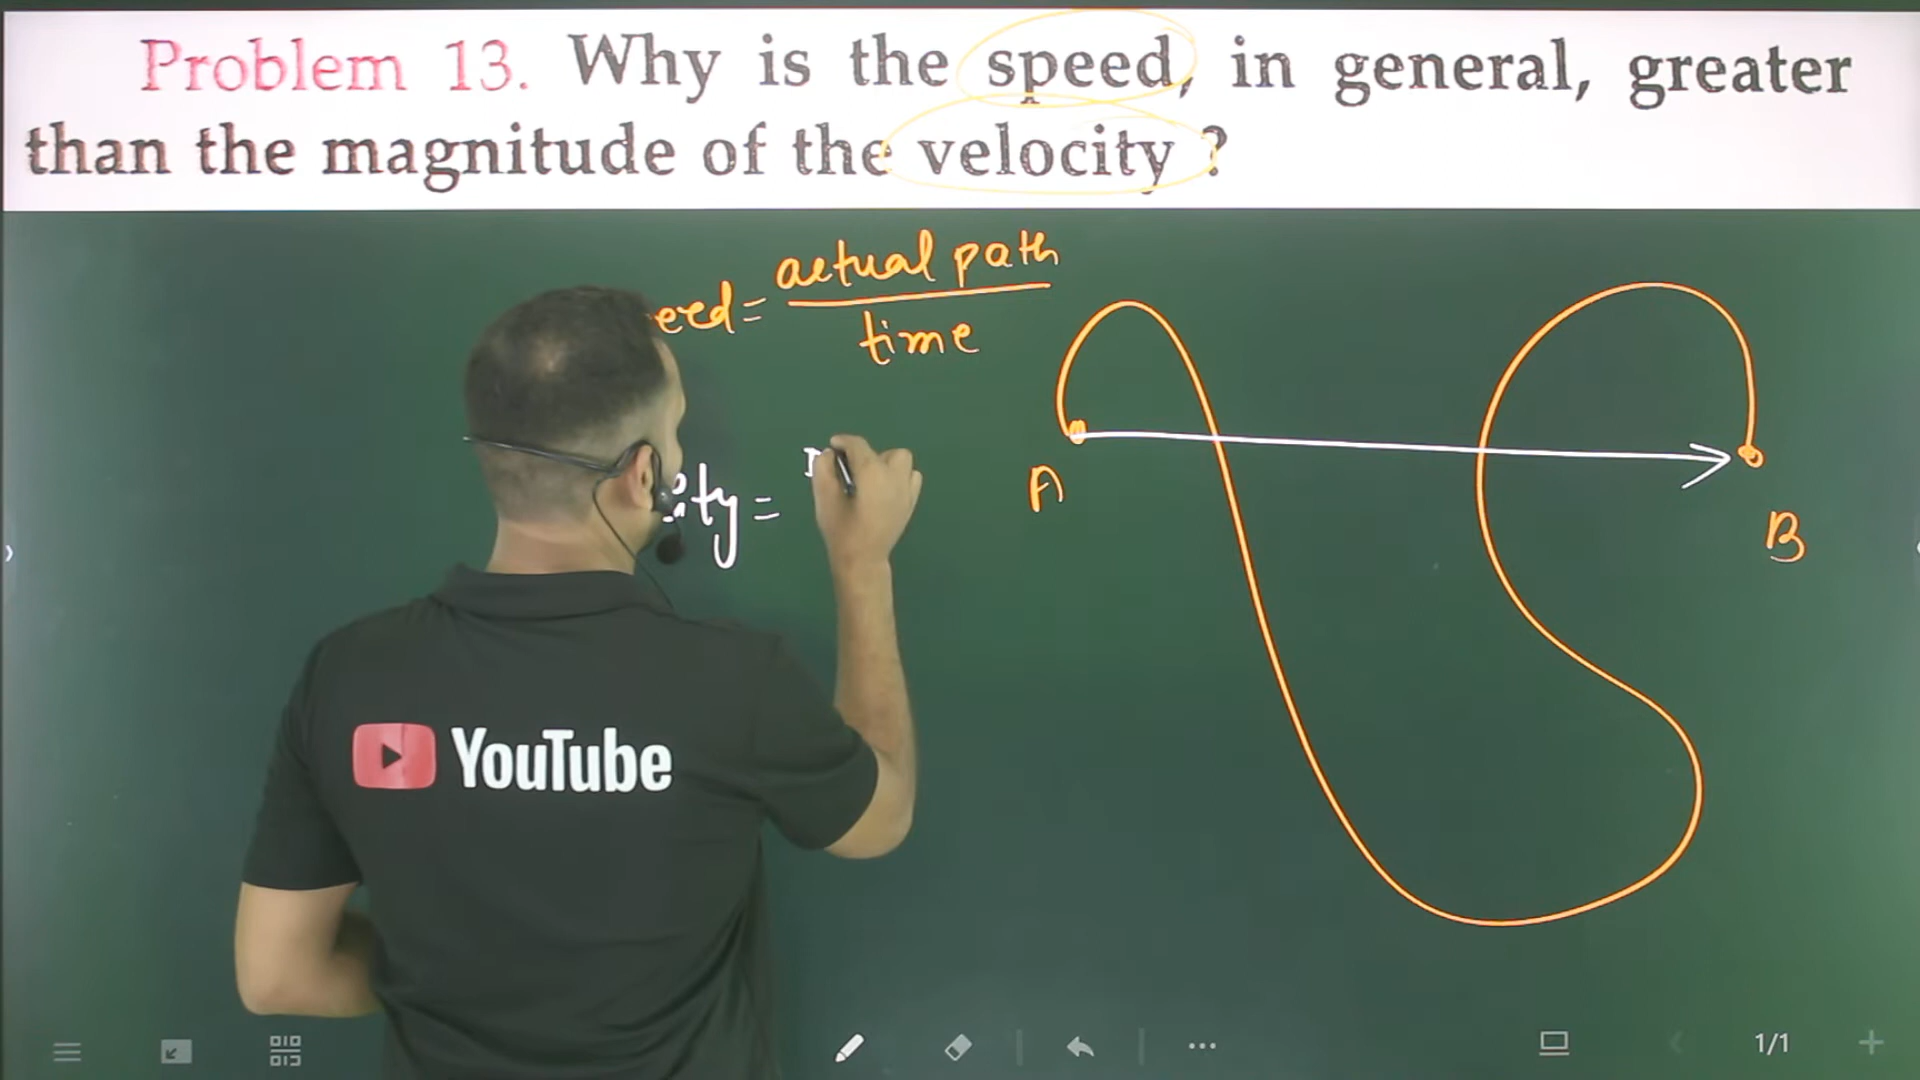 Problem 13. Why is the speed, in general, greater
than the magnitude of the velocity ?
eed = actual path
time
ity =
A
B
YouTube
1/1